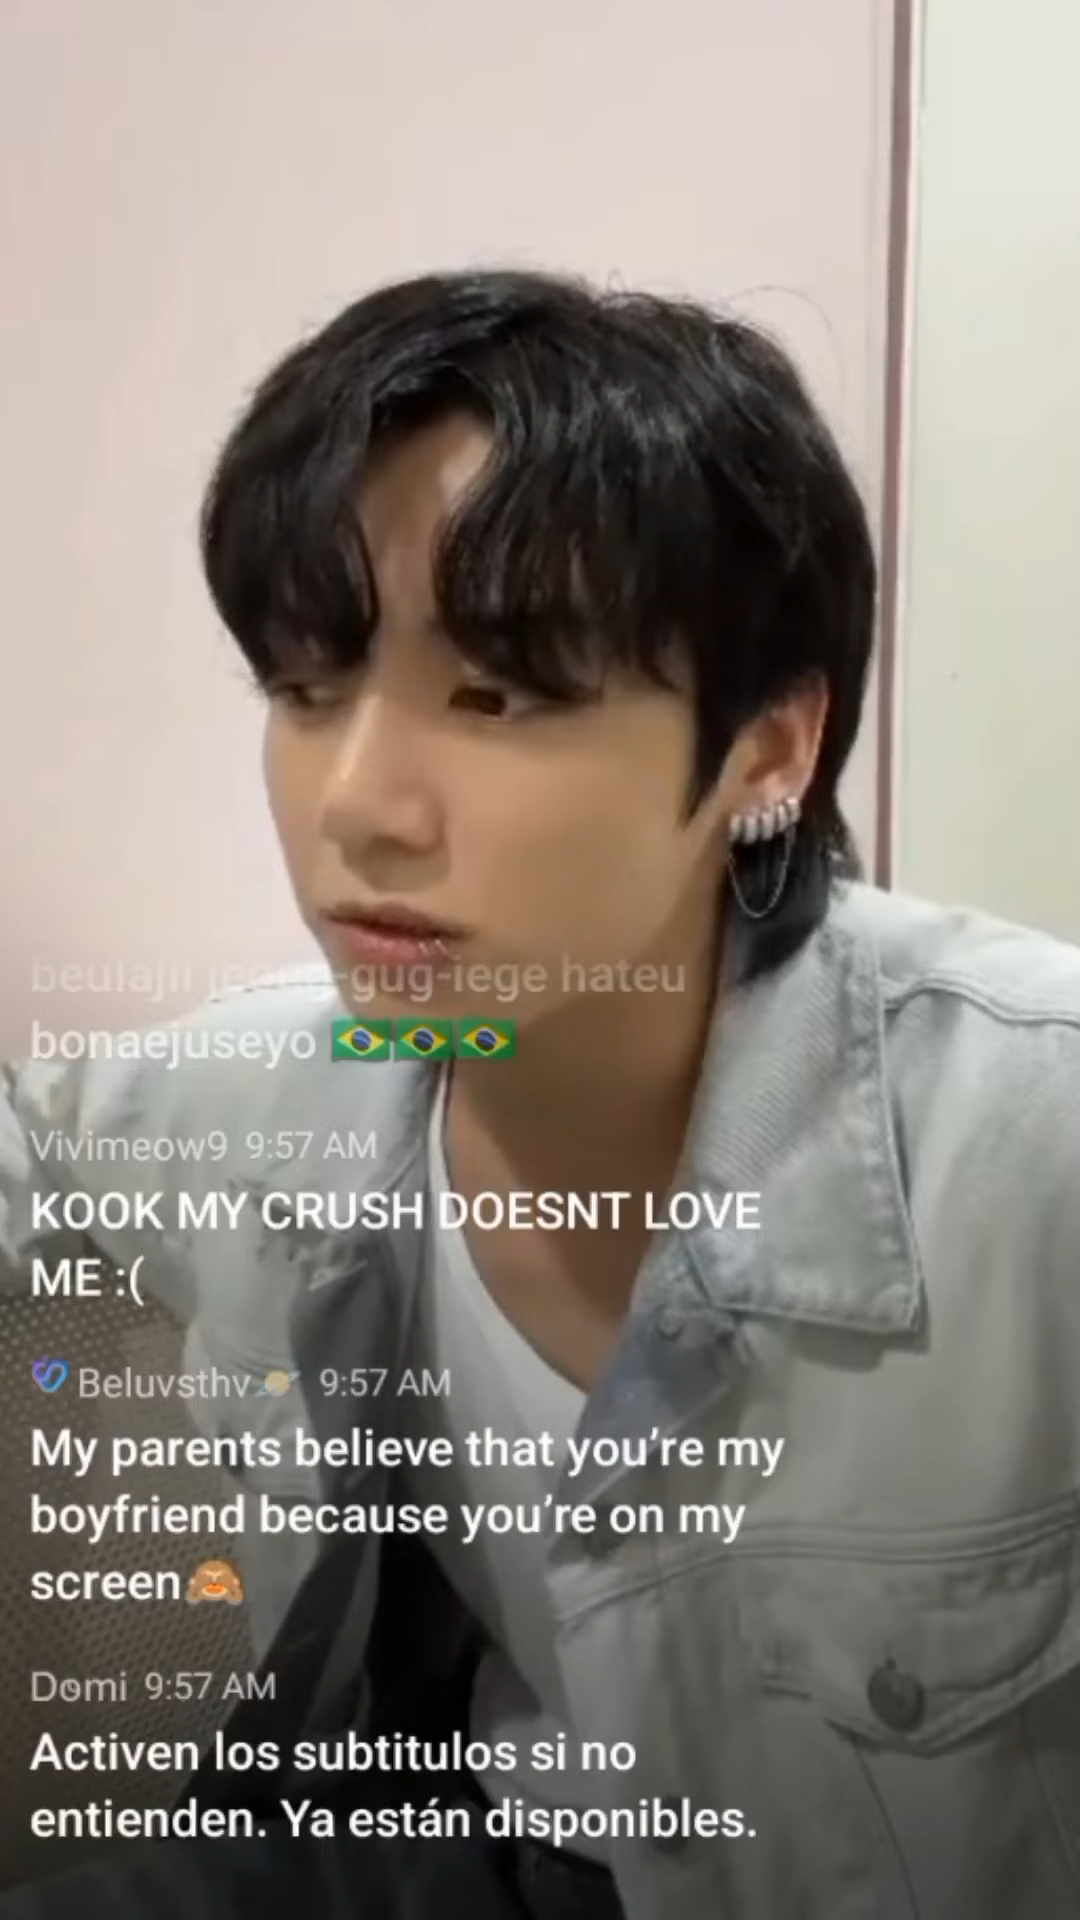 beulajil jeong-gug-iege hateu
bonaejuseyo 🇧🇷🇧🇷🇧🇷
Vivimeow9 9:57 AM
KOOK MY CRUSH DOESNT LOVE
ME :(
Beluvsthv🪐 9:57 AM
My parents believe that you’re my
boyfriend because you’re on my
screen🙈
Domi 9:57 AM
Activen los subtitulos si no
entienden. Ya están disponibles.